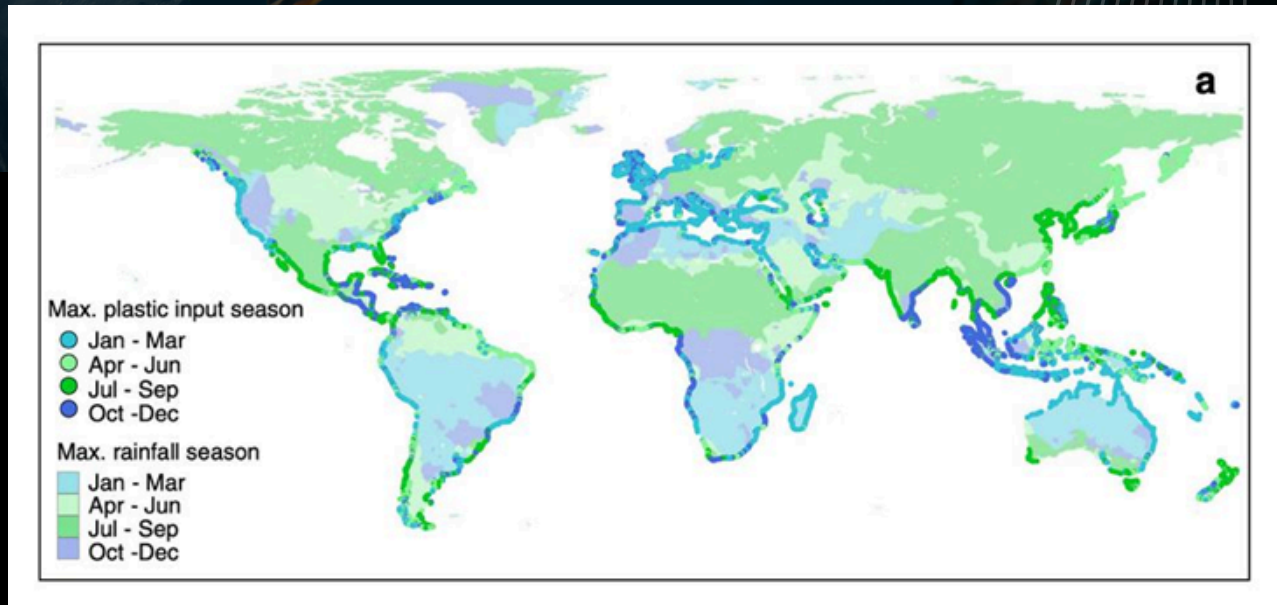 a
Max. plastic input season
Jan - Mar
Apr - Jun
Jul - Sep
Oct -Dec
Max. rainfall season
Jan - Mar
Apr - Jun
Jul - Sep
Oct -Dec